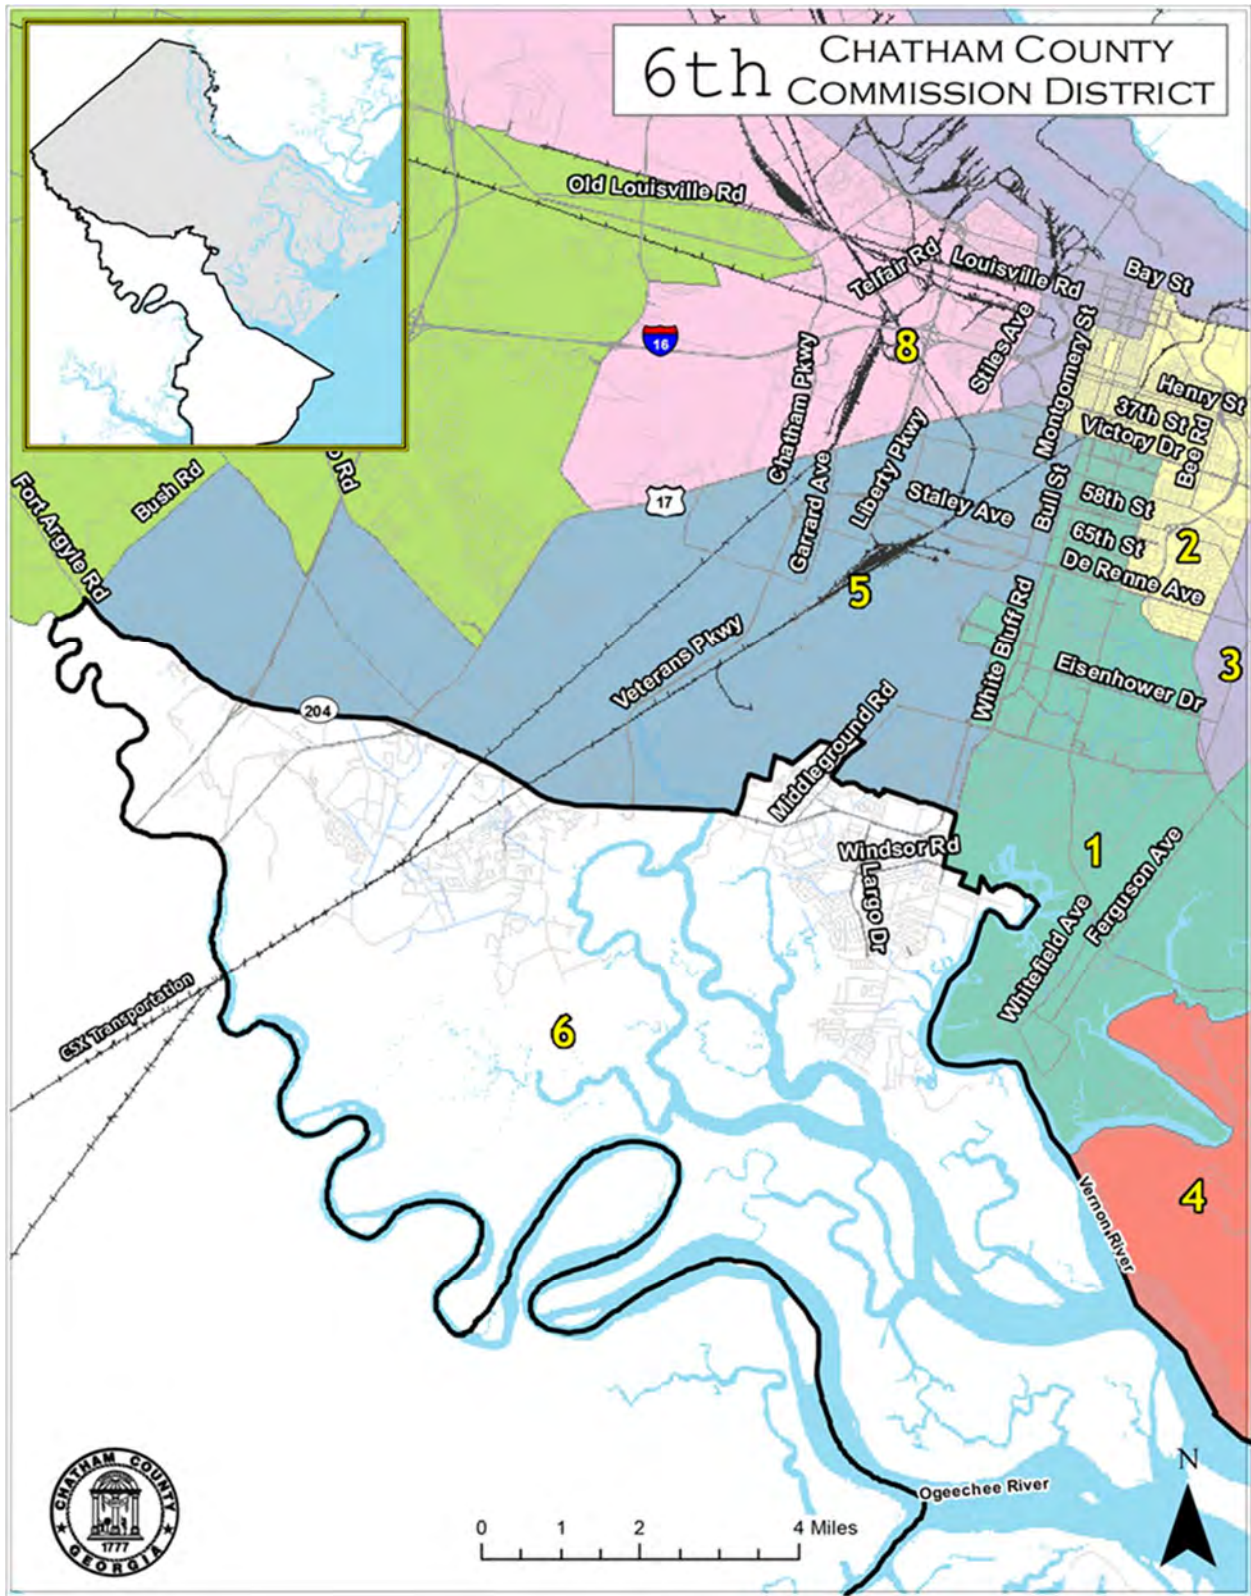 6th
CHATHAM COUNTY
COMMISSION DISTRICT
Old Louisville Rd
Telfair Rd
Louisville Rd
Bay St
16
8
Stiles Ave
Montgomery St
Chatham Pkwy
Henry St
37th St
Victory Dr
Bee Rd
Rd
Bush Rd
Fort Argyle Rd
17
Garrard Ave
Liberty Pkwy
Staley Ave
Bull St
58th St
65th St
2
De Renne Ave
5
White Bluff Rd
Veterans Pkwy
Eisenhower Dr
3
204
Middleground Rd
Windsor Rd
Largo Dr
1
Ferguson Ave
Whitefield Ave
CSX Transportation
6
4
Vernon River
Ogeechee River
N
CHATHAM COUNTY
1777
GEORGIA
0 1 2 4 Miles